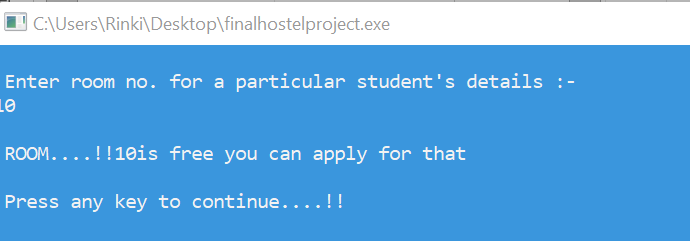 C:\Users\Rinki\Desktop\finalhostelproject.exe
Enter room no. for a particular student's details :-
10
ROOM....!!10is free you can apply for that
Press any key to continue....!!